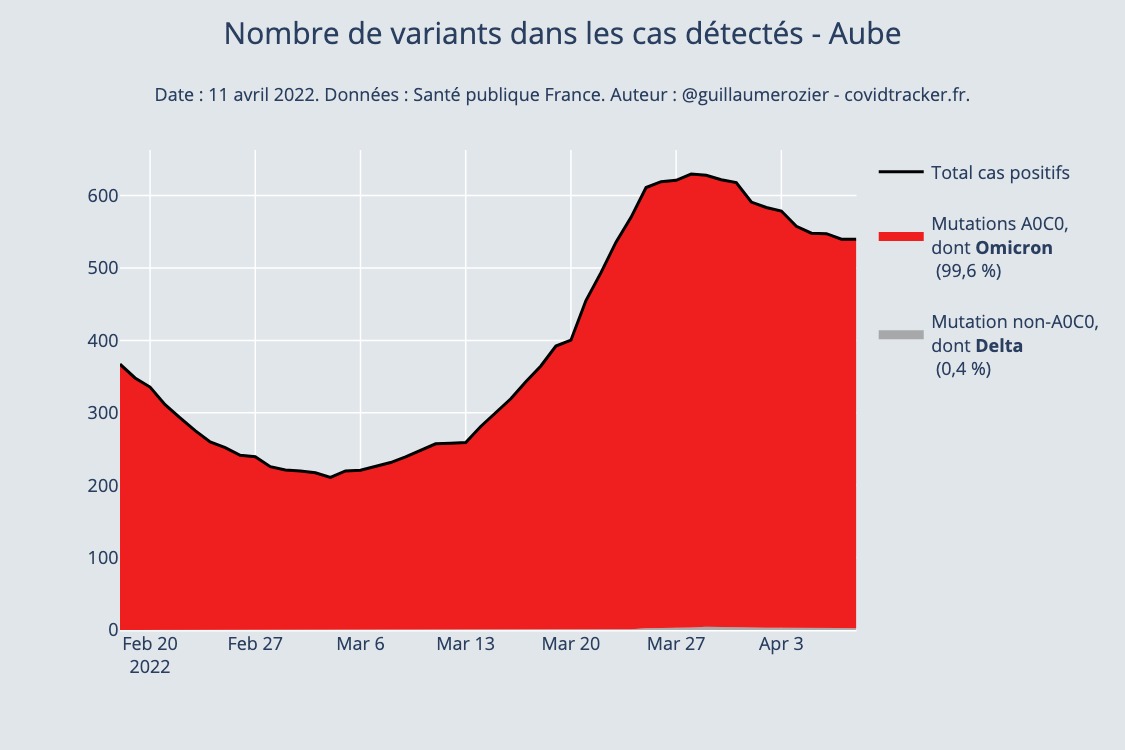 Nombre de variants dans les cas détectés - Aube
Date : 11 avril 2022. Données : Santé publique France. Auteur : @guillaumerozier - covidtracker.fr.
Total cas positifs
Mutations A0C0,
dont Omicron
(99,6 %)
Mutation non-A0C0,
dont Delta
(0,4 %)
600
500
400
300
200
100
0
Feb 20 Feb 27 Mar 6 Mar 13 Mar 20 Mar 27 Apr 3
2022